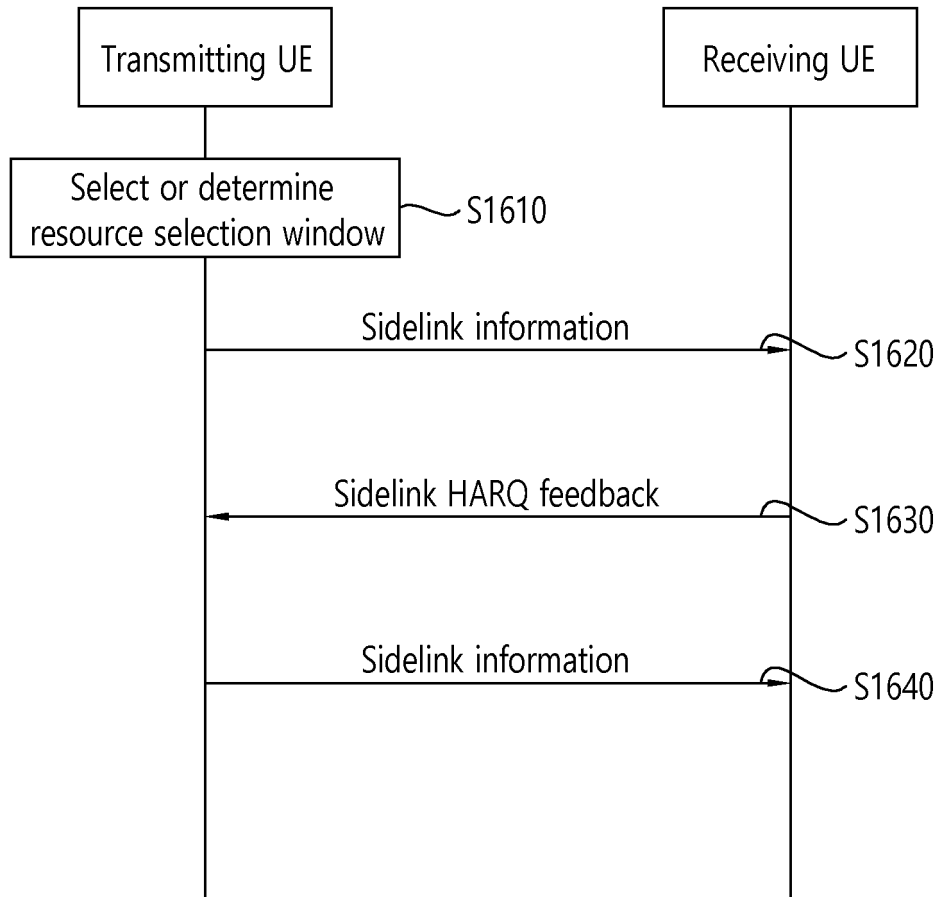 Transmitting UE
Receiving UE
Select or determine
resource selection window
S1610
Sidelink information
S1620
Sidelink HARQ feedback
S1630
Sidelink information
S1640